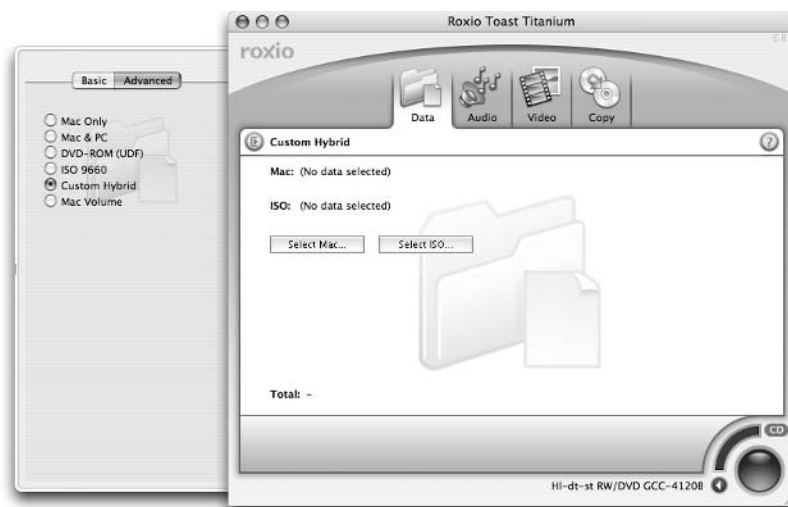 Roxio Toast Titanium
roxio
Basic Advanced
Mac Only
Mac & PC
DVD-ROM (UDF)
ISO 9660
Custom Hybrid
Mac Volume
Data Audio Video Copy
Custom Hybrid ?
Mac: (No data selected)
ISO: (No data selected)
Select Mac... Select ISO...
Total: –
CD
HI-dt-st RW/DVD GCC-4120B